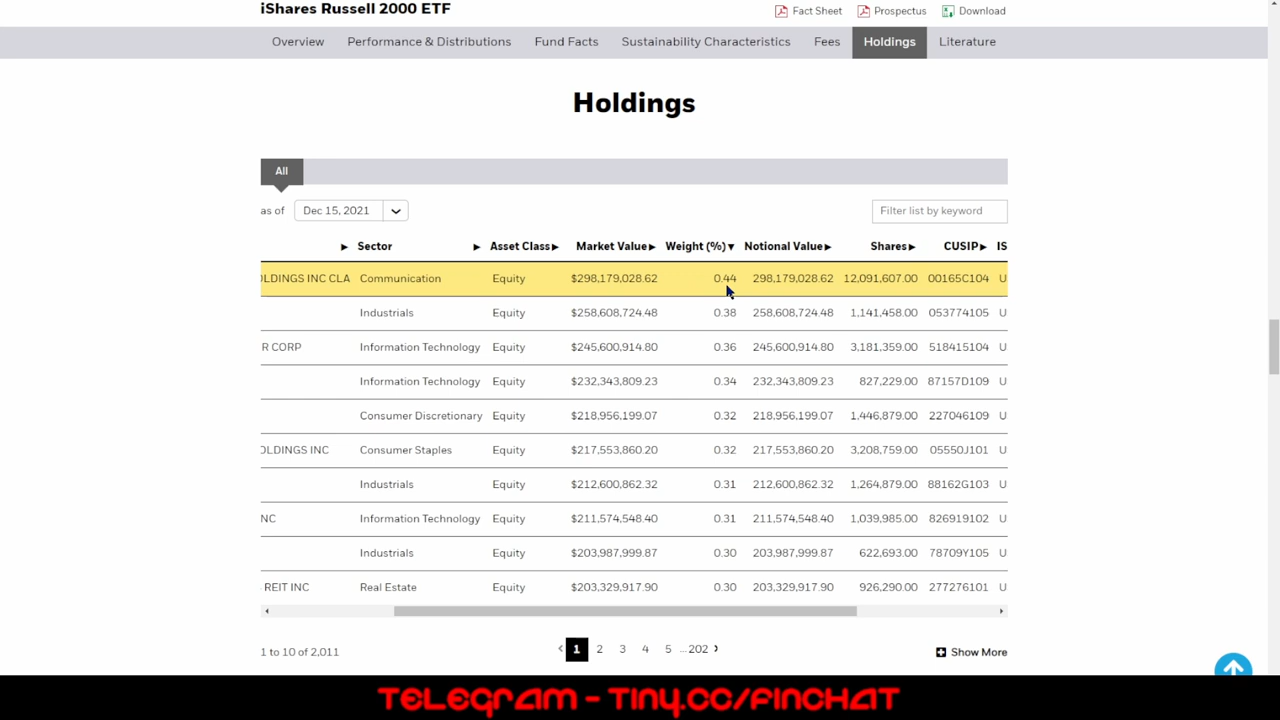 iShares Russell 2000 ETF
Fact Sheet Prospectus Download
Overview Performance & Distributions Fund Facts Sustainability Characteristics Fees Holdings Literature
Holdings
All
as of Dec 15, 2021 Filter list by keyword
Sector Asset Class Market Value Weight (%) Notional Value Shares CUSIP IS
OLDINGS INC CLA Communication Equity $298,179,028.62 0.44 298,179,028.62 12,091,607.00 00165C104 U
Industrials Equity $258,608,724.48 0.38 258,608,724.48 1,141,458.00 053774105 U
R CORP Information Technology Equity $245,600,914.80 0.36 245,600,914.80 3,181,359.00 518415104 U
Information Technology Equity $232,343,809.23 0.34 232,343,809.23 827,229.00 87157D109 U
Consumer Discretionary Equity $218,956,199.07 0.32 218,956,199.07 1,446,879.00 227046109 U
OLDINGS INC Consumer Staples Equity $217,553,860.20 0.32 217,553,860.20 3,208,759.00 05550J101 U
Industrials Equity $212,600,862.32 0.31 212,600,862.32 1,264,879.00 88162G103 U
NC Information Technology Equity $211,574,548.40 0.31 211,574,548.40 1,039,985.00 826919102 U
Industrials Equity $203,987,999.87 0.30 203,987,999.87 622,693.00 78709Y105 U
REIT INC Real Estate Equity $203,329,917.90 0.30 203,329,917.90 926,290.00 277276101 U
1 to 10 of 2,011 1 2 3 4 5 ...202 Show More
TELEGRAM - TINY.CC/FINCHAT